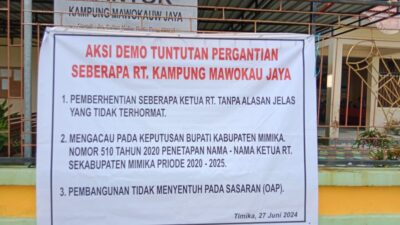 KAMPUNG MAWOKAUW JAYA
AKSI DEMO TUNTUTAN PERGANTIAN
SEBERAPA RT. KAMPUNG MAWOKAU JAYA
1. PEMBERHENTIAN SEBERAPA KETUA RT. TANPA ALASAN JELAS
YANG TIDAK TERHORMAT.
2. MENGACAU PADA KEPUTUSAN BUPATI KABUPATEN MIMIKA.
NOMOR 510 TAHUN 2020 PENETAPAN NAMA - NAMA KETUA RT.
SEKABUPATEN MIMIKA PRIODE 2020 - 2025.
3. PEMBANGUNAN TIDAK MENYENTUH PADA SASARAN (OAP).
Timika, 27 Juni 2024